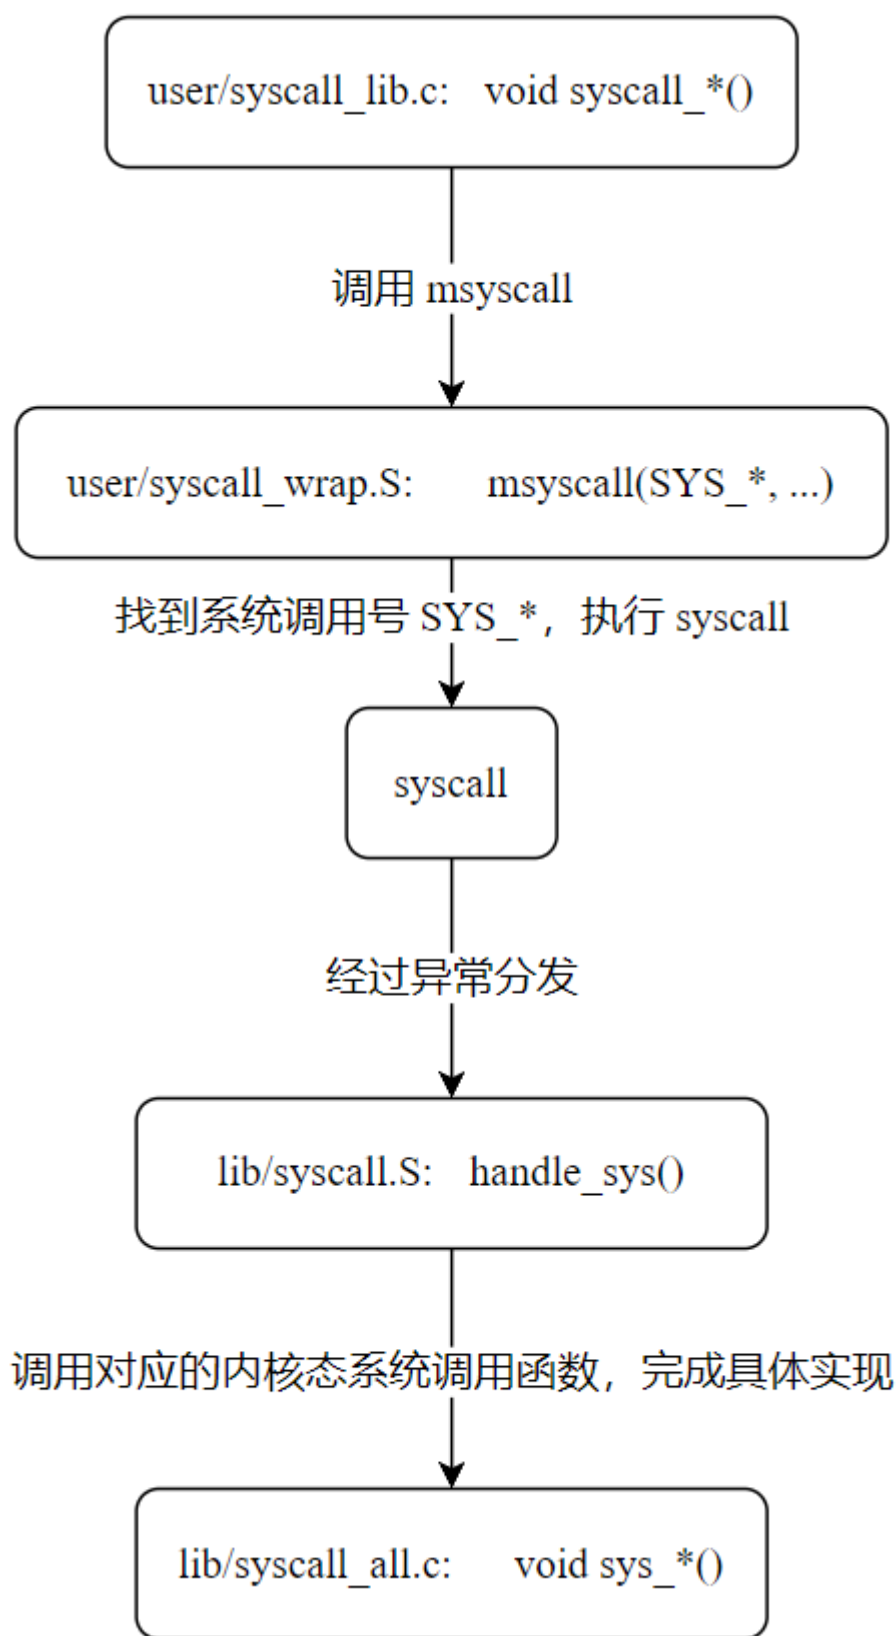 user/syscall_lib.c: void syscall_*()
调用 msyscall
user/syscall_wrap.S: msyscall(SYS_*, ...)
找到系统调用号 SYS_*，执行 syscall
syscall
经过异常分发
lib/syscall.S: handle_sys()
调用对应的内核态系统调用函数，完成具体实现
lib/syscall_all.c: void sys_*()